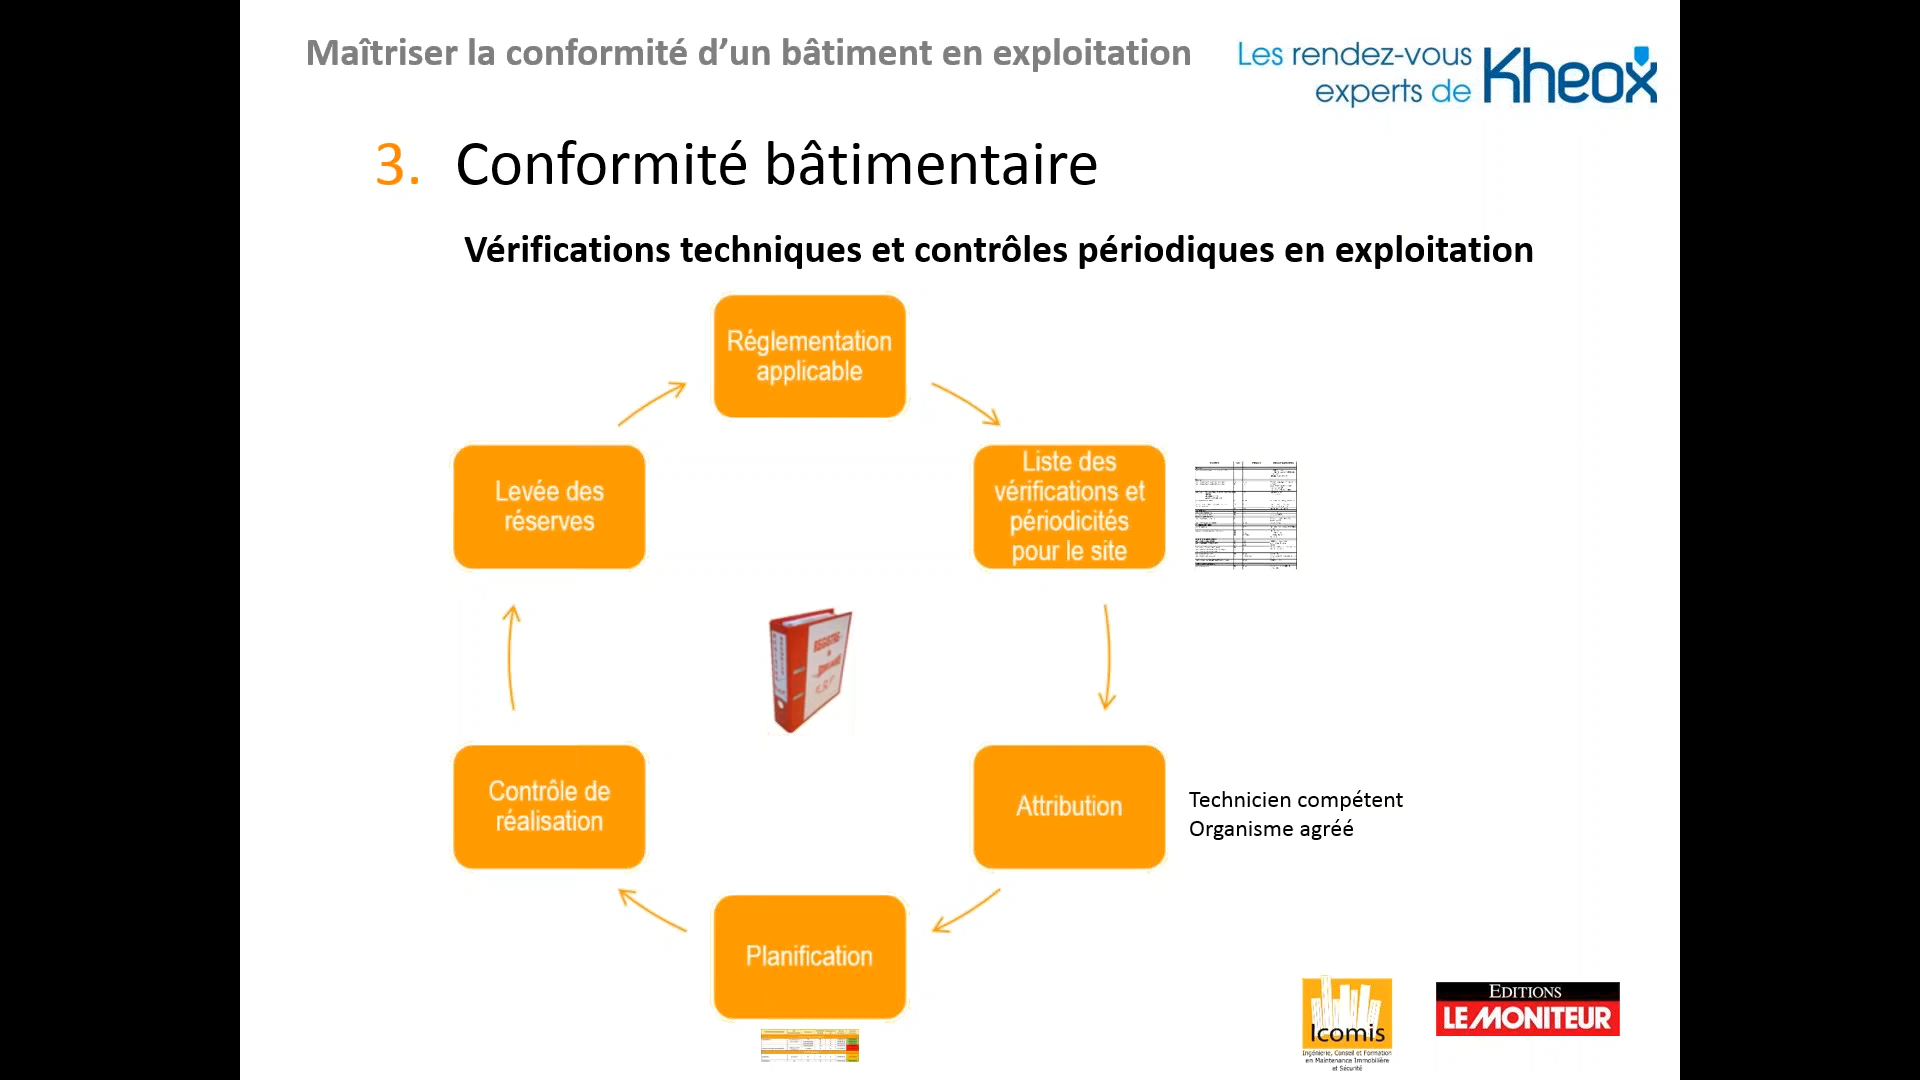 Maîtriser la conformité d’un bâtiment en exploitation
Les rendez-vous
experts de
Kheox
3. Conformité bâtimentaire
Vérifications techniques et contrôles périodiques en exploitation
Réglementation
applicable
Liste des
vérifications et
périodicités
pour le site
Levée des
réserves
REGISTRE
Contrôle de
réalisation
Attribution
Technicien compétent
Organisme agréé
Planification
Icomis
Ingénierie, Conseil et Formation
en Maintenance Immobilière
et Sécurité
EDITIONS
LE MONITEUR